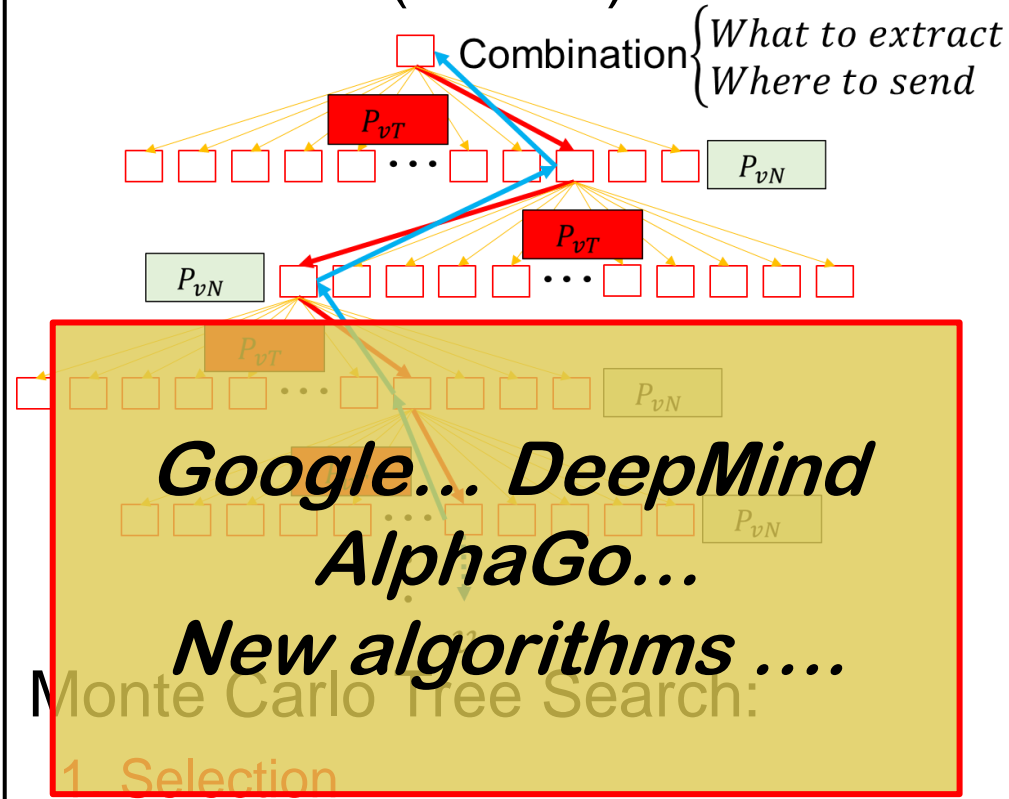 Combination { What to extract
Where to send
P_vT
... P_vN
P_vT
P_vN ...
P_vT
... P_vN
Google... DeepMind
... P_vN
AlphaGo...
New algorithms ....
Monte Carlo Tree Search:
1 Selection